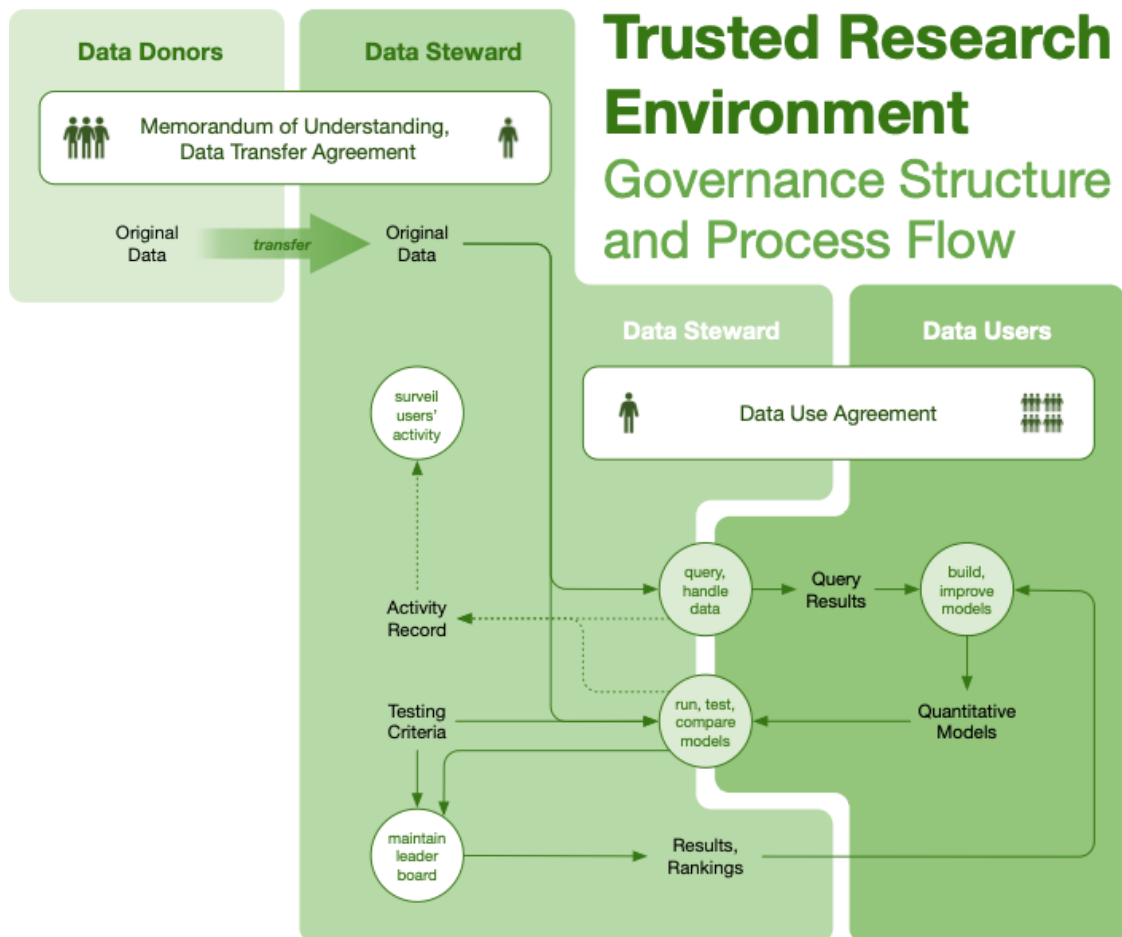 Trusted Research
Environment
Governance Structure
and Process Flow
Data Donors
Data Steward
Memorandum of Understanding,
Data Transfer Agreement
Original
Data
transfer
Original
Data
Data Steward
Data Users
Data Use Agreement
surveil
users’
activity
query,
handle
data
Query
Results
build,
improve
models
Activity
Record
Testing
Criteria
run, test,
compare
models
Quantitative
Models
maintain
leader
board
Results,
Rankings